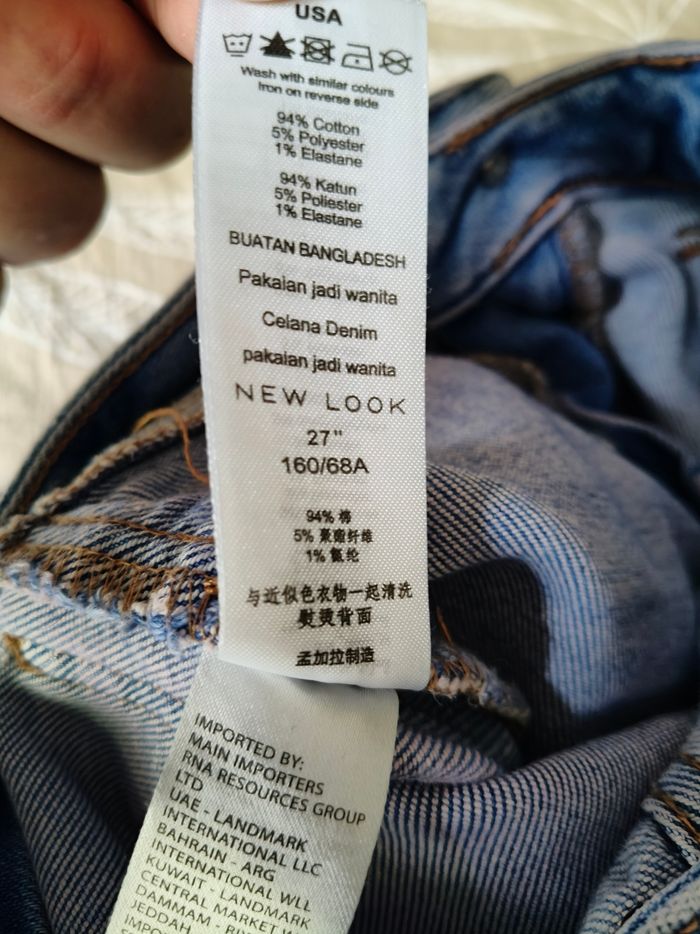 USA
Wash with similar colours
Iron on reverse side
94% Cotton
5% Polyester
1% Elastane
94% Katun
5% Poliester
1% Elastane
BUATAN BANGLADESH
Pakaian jadi wanita
Celana Denim
pakaian jadi wanita
NEW LOOK
27"
160/68A
94% 棉
5% 聚酯纤维
1% 氨纶
与近似色衣物一起清洗
熨烫背面
孟加拉制造
IMPORTED BY:
MAIN IMPORTERS
RNA RESOURCES GROUP
LTD
UAE - LANDMARK
INTERNATIONAL LLC
BAHRAIN - ARG
INTERNATIONAL WLL
KUWAIT - LANDMARK
CENTRAL MARKET
DAMMAM -
JEDDAH